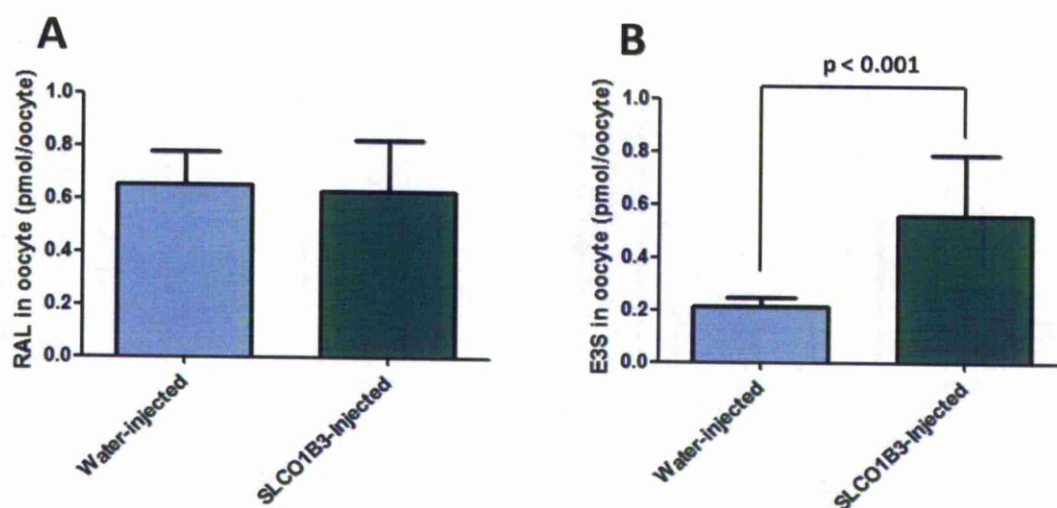 A
RAL in oocyte (pmol/oocyte)
1.0
0.8
0.6
0.4
0.2
0.0
Water-injected
SLCO1B3-Injected
B
p < 0.001
E3S in oocyte (pmol/oocyte)
1.0
0.8
0.6
0.4
0.2
0.0
Water-injected
SLCO1B3-Injected